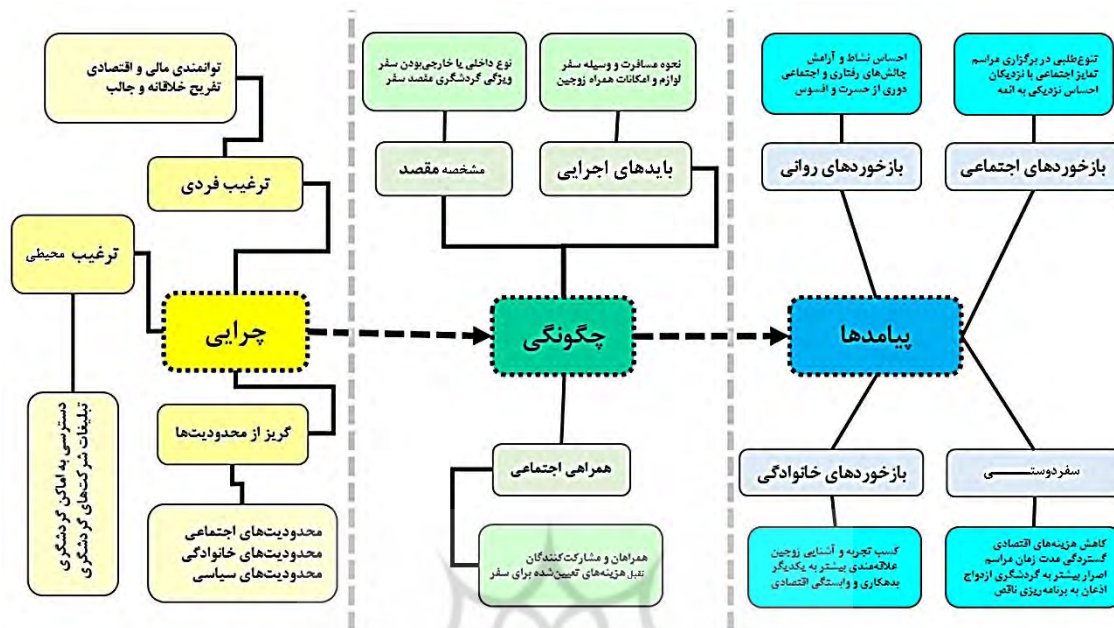 توانمندی مالی و اقتصادی
تفریح خلاقانه و جالب
ترغیب فردی
ترغیب محیطی
چرایی
دسترسی به اماکن گردشگری
تبلیغات شرکت‌های گردشگری
گریز از محدودیت‌ها
محدودیت‌های اجتماعی
محدودیت‌های خانوادگی
محدودیت‌های سیاسی
نوع داخلی یا خارجی‌بودن سفر
ویژگی گردشگری مقصد سفر
مشخصه مقصد
نحوه مسافرت و وسیله سفر
لوازم و امکانات همراه زوجین
بایدهای اجرایی
چگونگی
همراهی اجتماعی
همراهان و مشارکت‌کنندگان
تقبل هزینه‌های تعیین‌شده برای سفر
احساس نشاط و آرامش
چالش‌های رفتاری و اجتماعی
دوری از حسرت و افسوس
بازخوردهای روانی
تنوع‌طلبی در برگزاری مراسم
تمایز اجتماعی با نزدیکان
احساس نزدیکی به ائمه
بازخوردهای اجتماعی
پیامدها
بازخوردهای خانوادگی
کسب تجربه و آشنایی زوجین
علاقه‌مندی بیشتر به یکدیگر
بدهکاری و وابستگی اقتصادی
سفردوستی
کاهش هزینه‌های اقتصادی
گستردگی مدت زمان مراسم
اصرار بیشتر به گردشگری ازدواج
اذعان به برنامه‌ریزی ناقص